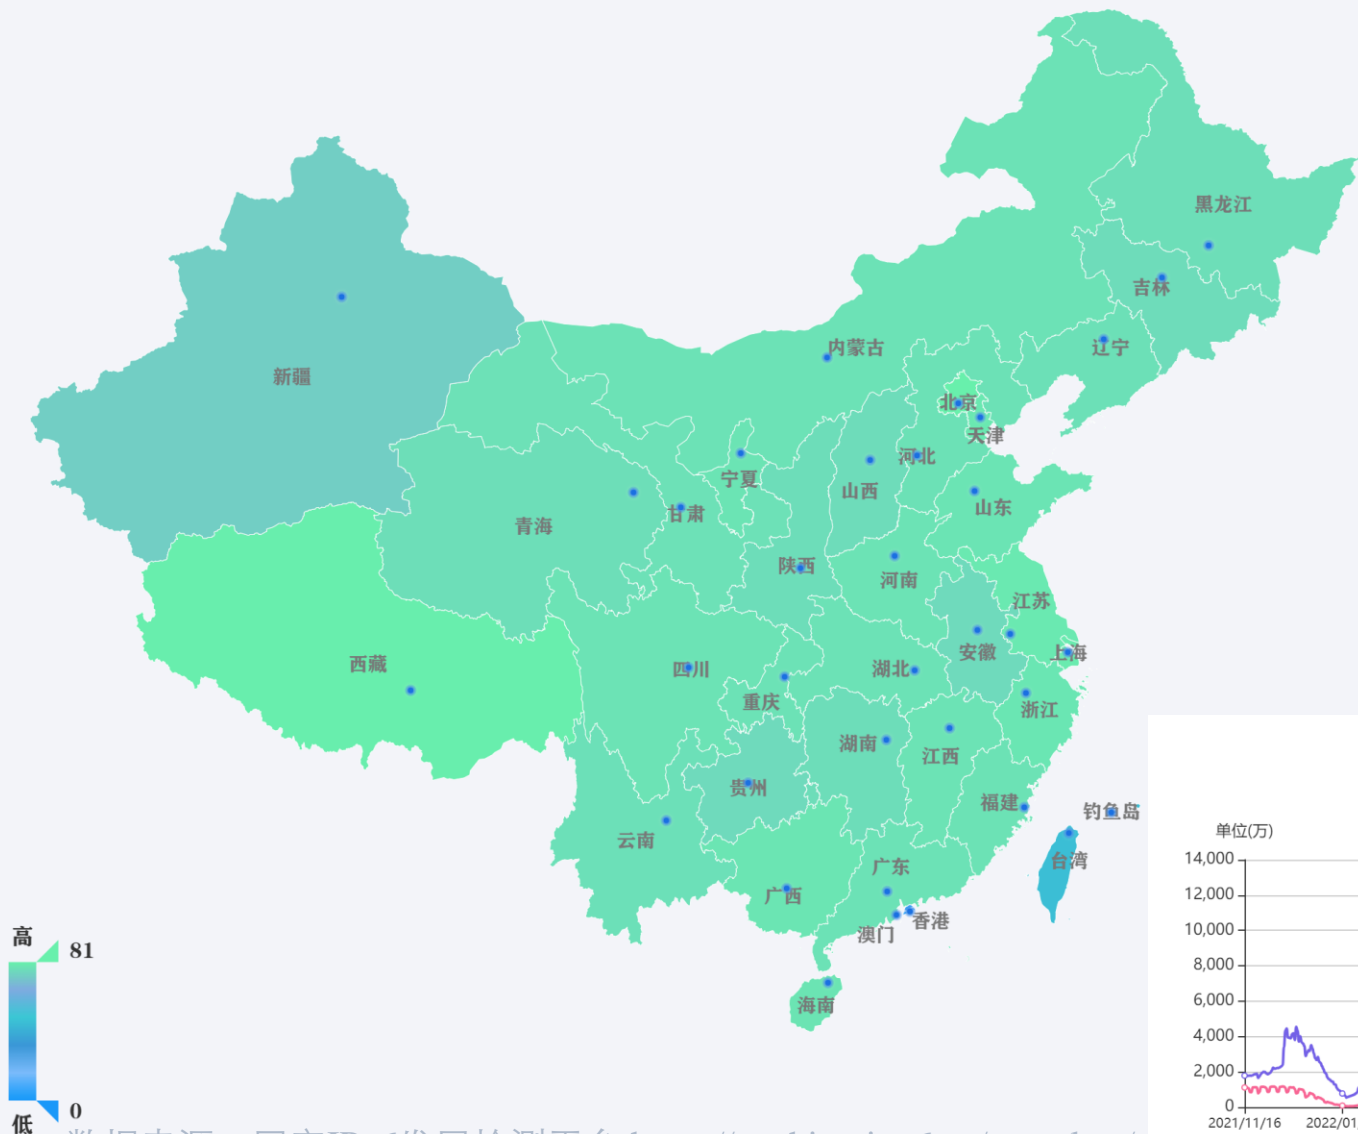 黑龙江
吉林
辽宁
内蒙古
新疆
北京
天津
河北
宁夏
山西
山东
青海
甘肃
陕西
河南
江苏
安徽
上海
西藏
四川
湖北
重庆
浙江
湖南
江西
贵州
福建
钓鱼岛
云南
台湾
广东
广西
香港
澳门
海南
高
81
0
低
单位(万)
14,000
12,000
10,000
8,000
6,000
4,000
2,000
0
2021/11/16
2022/01